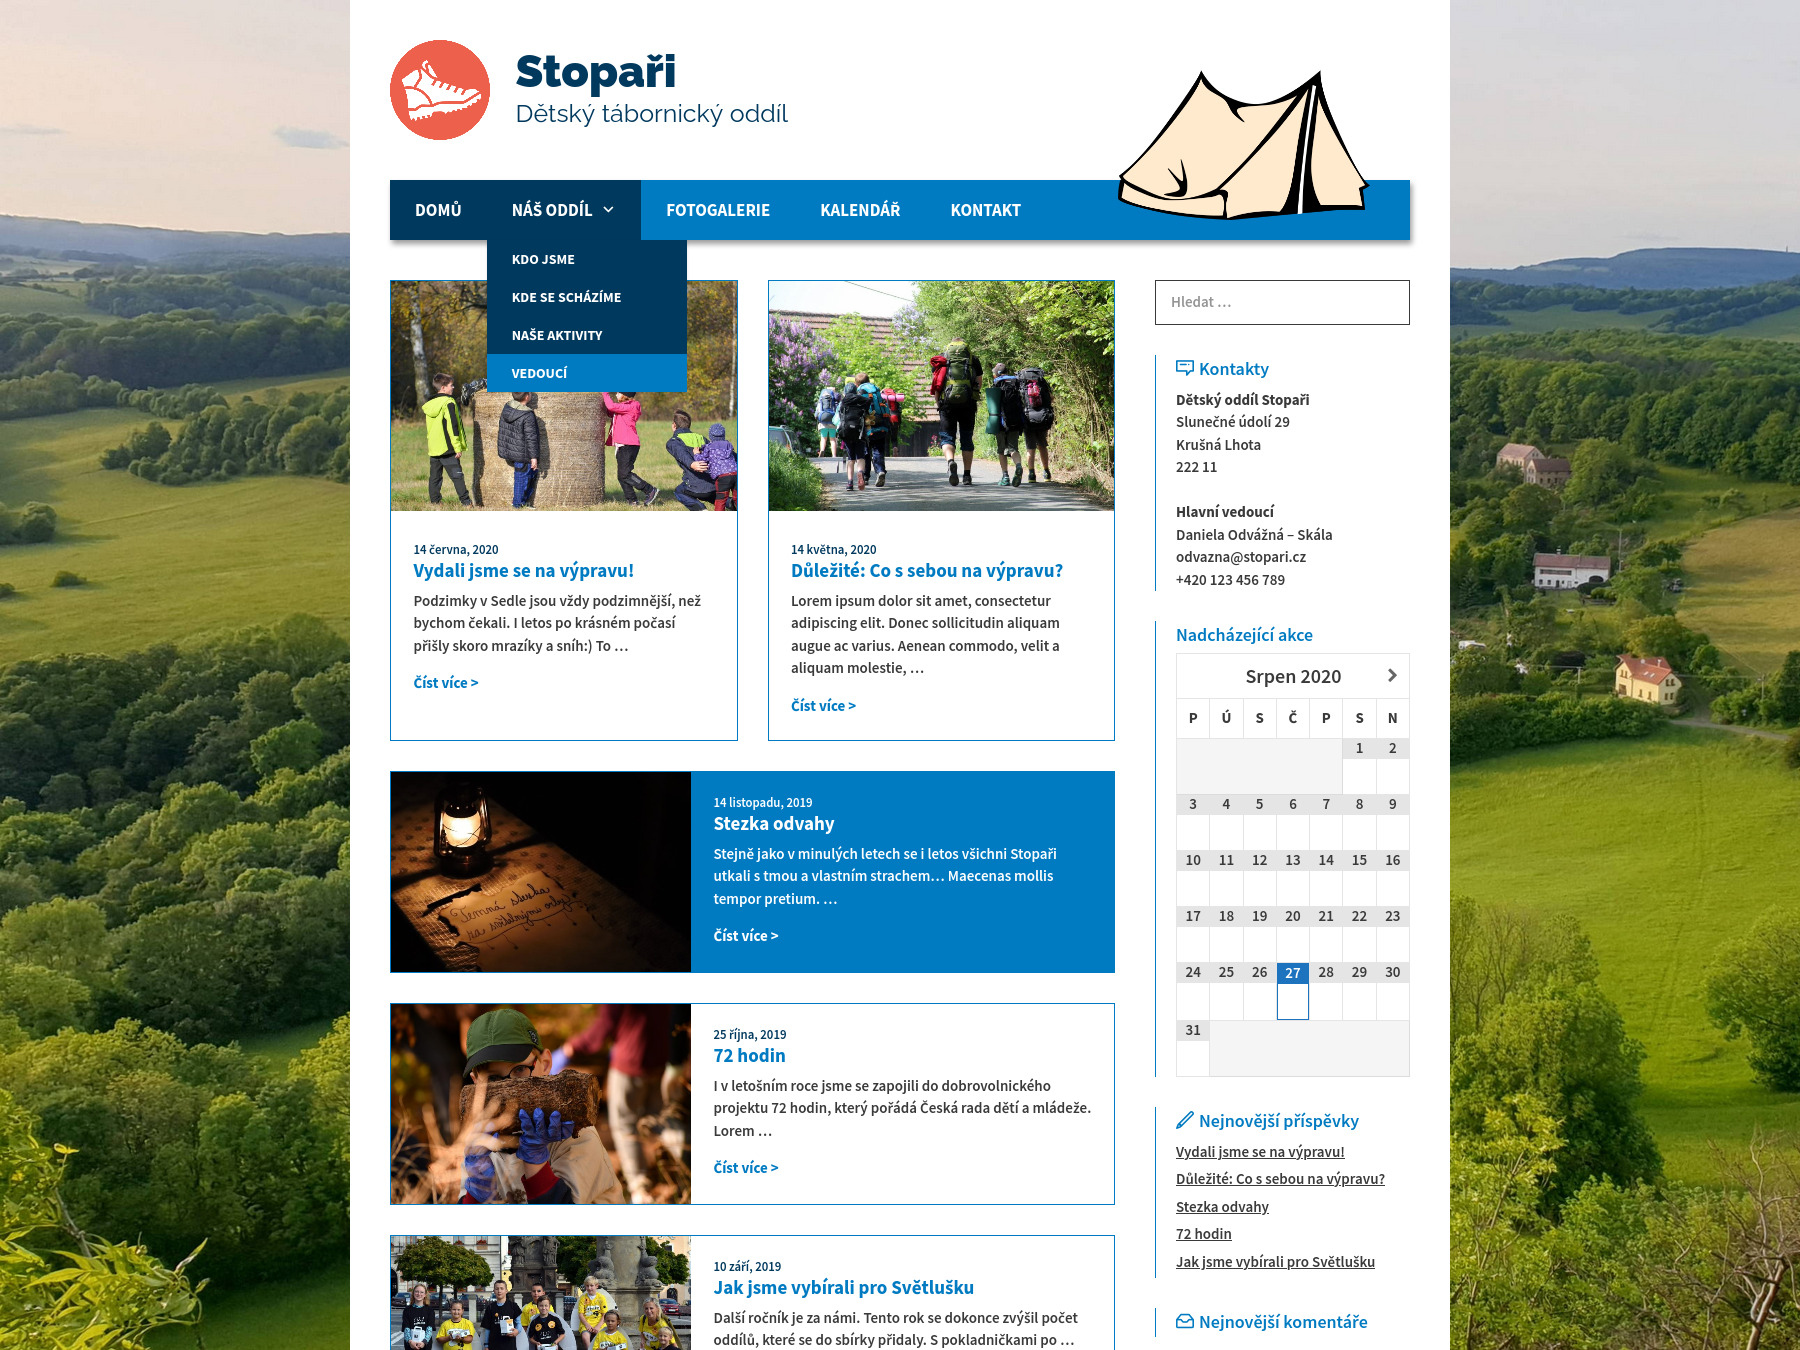 Stopaři
Dětský tábornický oddíl
DOMŮ
NÁŠ ODDÍL
FOTOGALERIE
KALENDÁŘ
KONTAKT
KDO JSME
KDE SE SCHÁZÍME
NAŠE AKTIVITY
VEDOUCÍ
14 června, 2020
Vydali jsme se na výpravu!
Podzimky v Sedle jsou vždy podzimnější, než
bychom čekali. I letos po krásném počasí
přišly skoro mrazíky a sníh:) To …
Číst více >
14 května, 2020
Důležité: Co s sebou na výpravu?
Lorem ipsum dolor sit amet, consectetur
adipiscing elit. Donec sollicitudin aliquam
augue ac varius. Aenean commodo, velit a
aliquam molestie, …
Číst více >
14 listopadu, 2019
Stezka odvahy
Stejně jako v minulých letech se i letos všichni Stopaři
utkali s tmou a vlastním strachem… Maecenas mollis
tempor pretium. …
Číst více >
25 října, 2019
72 hodin
I v letošním roce jsme se zapojili do dobrovolnického
projektu 72 hodin, který pořádá Česká rada dětí a mládeže.
Lorem …
Číst více >
10 září, 2019
Jak jsme vybírali pro Světlušku
Další ročník je za námi. Tento rok se dokonce zvýšil počet
oddílů, které se do sbírky přidaly. S pokladničkami po …
Hledat …
Kontakty
Dětský oddíl Stopaři
Slunečné údolí 29
Krušná Lhota
222 11
Hlavní vedoucí
Daniela Odvážná – Skála
odvazna@stopari.cz
+420 123 456 789
Nadcházející akce
Srpen 2020
P Ú S Č P S N
1 2
3 4 5 6 7 8 9
10 11 12 13 14 15 16
17 18 19 20 21 22 23
24 25 26 27 28 29 30
31
Nejnovější příspěvky
Vydali jsme se na výpravu!
Důležité: Co s sebou na výpravu?
Stezka odvahy
72 hodin
Jak jsme vybírali pro Světlušku
Nejnovější komentáře